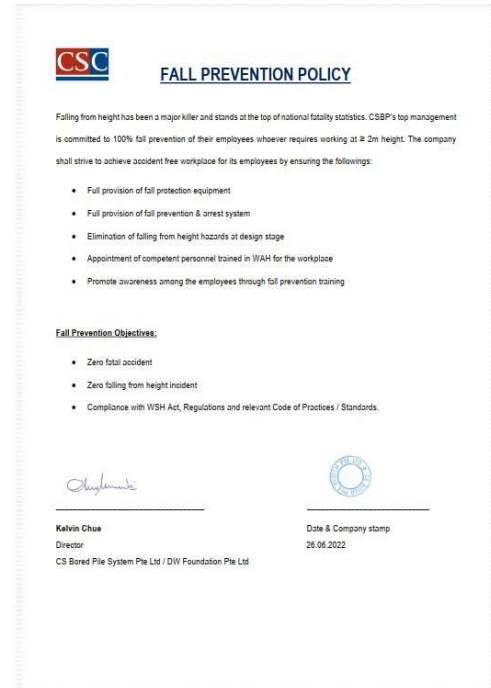 CSC
FALL PREVENTION POLICY
Falling from height has been a major killer and stands at the top of national fatality statistics. CSBP's top management
is committed to 100% fall prevention of their employees whoever requires working at ≥ 2m height. The company
shall strive to achieve accident free workplace for its employees by ensuring the followings:
• Full provision of fall protection equipment
• Full provision of fall prevention & arrest system
• Elimination of falling from height hazards at design stage
• Appointment of competent personnel trained in WAH for the workplace
• Promote awareness among the employees through fall prevention training
Fall Prevention Objectives:
• Zero fatal accident
• Zero falling from height incident
• Compliance with WSH Act, Regulations and relevant Code of Practices / Standards.
Kelvin Chue
Date & Company stamp
Director
26.06.2022
CS Bored Pile System Pte Ltd / DW Foundation Pte Ltd